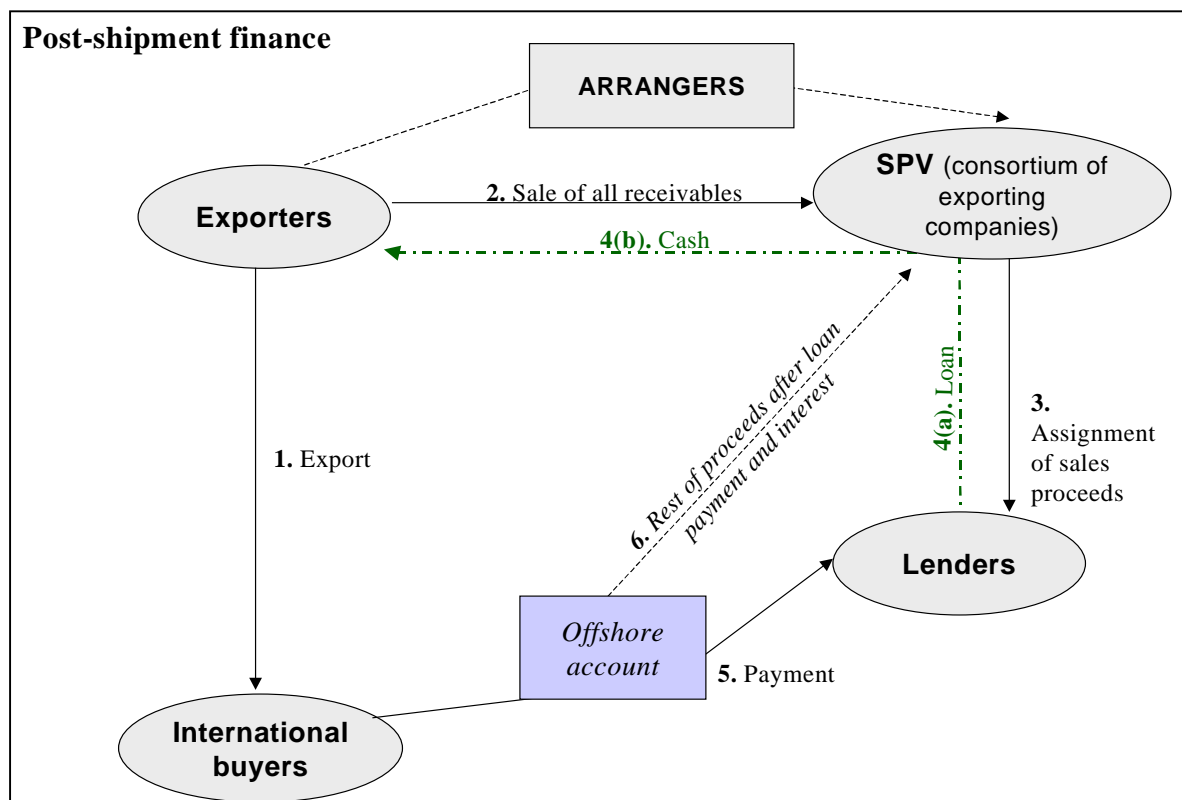 Post-shipment finance
ARRANGERS
SPV (consortium of
exporting
companies)
2. Sale of all receivables
Exporters
4(b). Cash
6. Rest of proceeds after loan
payment and interest
4(a). Loan
3.
Assignment
of sales
proceeds
1. Export
Lenders
Offshore
account
5. Payment
International
buyers